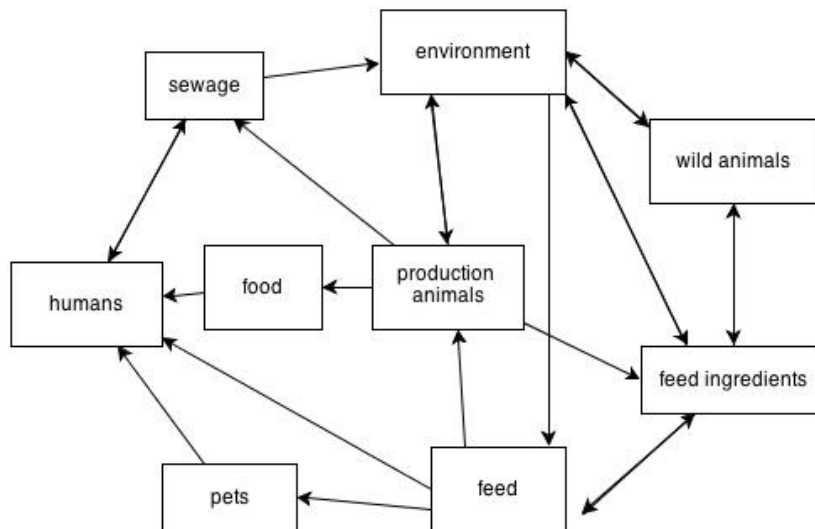 environment
sewage
wild animals
production
animals
food
humans
feed ingredients
feed
pets